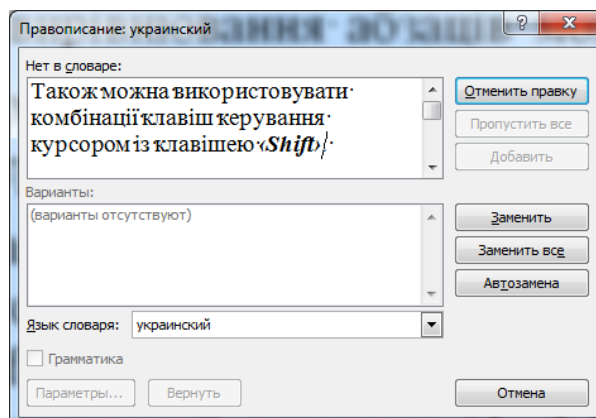 Правописание: украинский
Нет в словаре:
Також можна використовувати
комбінації клавіш керування
курсором із клавішею ‹Shift›
Отменить правку
Пропустить все
Добавить
Варианты:
(варианты отсутствуют)
Заменить
Заменить все
Автозамена
Язык словаря: украинский
Грамматика
Параметры...
Вернуть
Отмена